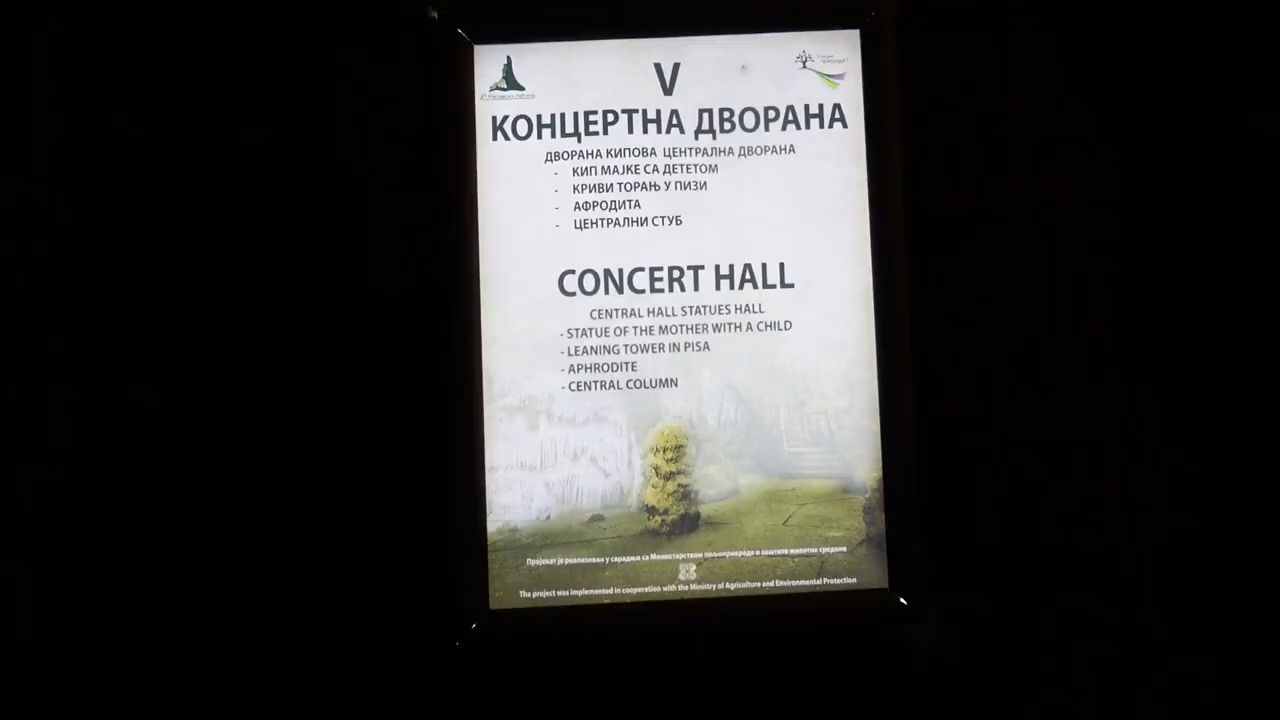 V
КОНЦЕРТНА ДВОРАНА
ДВОРАНА КИПОВА ЦЕНТРАЛНА ДВОРАНА
- КИП МАЈКЕ СА ДЕТЕТОМ
- КРИВИ ТОРАЊ У ПИЗИ
- АФРОДИТА
- ЦЕНТРАЛНИ СТУБ
CONCERT HALL
CENTRAL HALL STATUES HALL
- STATUE OF THE MOTHER WITH A CHILD
- LEANING TOWER IN PISA
- APHRODITE
- CENTRAL COLUMN
Пројекат је реализован у сарадњи са Министарством пољопривреде и заштите животне средине
The project was implemented in cooperation with the Ministry of Agriculture and Environmental Protection